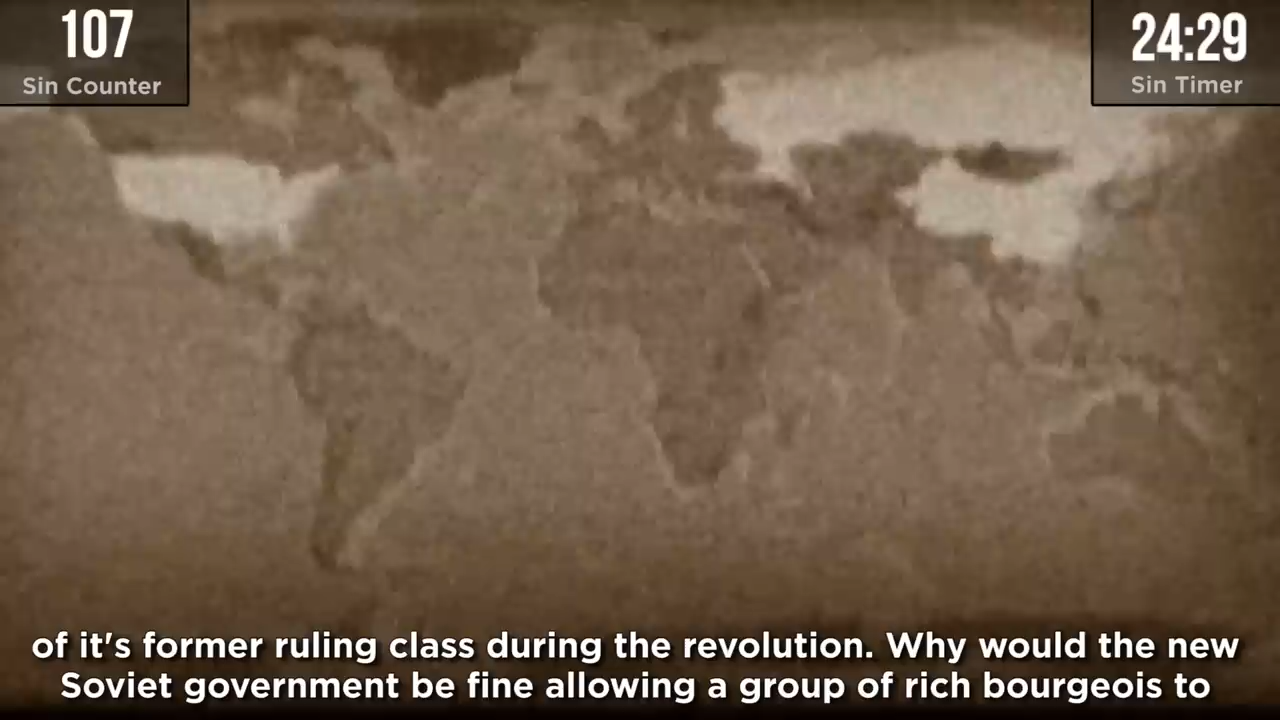 107
Sin Counter
24:29
Sin Timer
of it's former ruling class during the revolution. Why would the new
Soviet government be fine allowing a group of rich bourgeois to